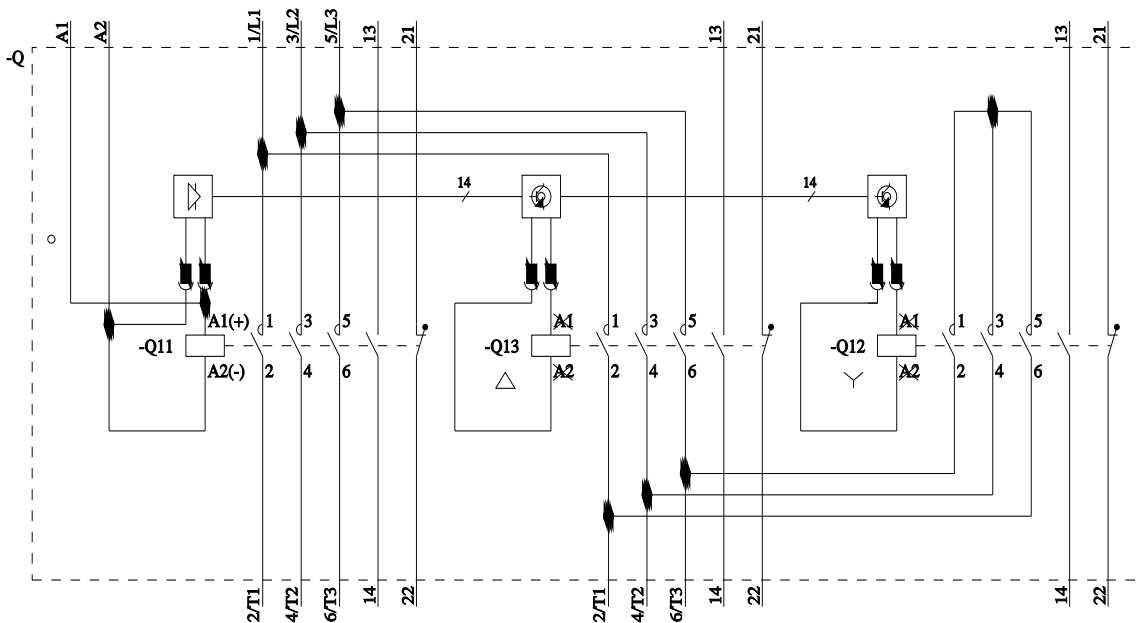 A1 A2 1/L1 3/L2 5/L3 13 21 13 21 13 21
-Q
14 14
A1(+) 1 3 5 A1 1 3 5 A1 1 3 5
-Q11 -Q13 -Q12
A2(-) 2 4 6 A2 2 4 6 A2 2 4 6
2/T1 4/T2 6/T3 14 22 2/T1 4/T2 6/T3 14 22 14 22